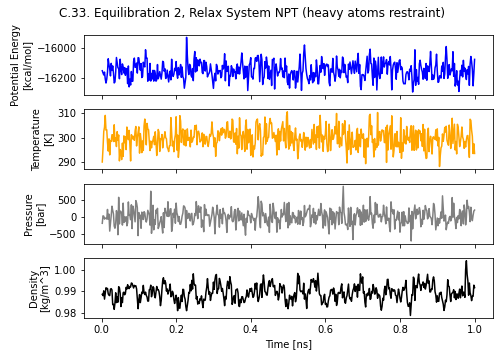 C.33. Equilibration 2, Relax System NPT (heavy atoms restraint)
Potential Energy
[kcal/mol]
−16000
−16200
Temperature
[K]
310
300
290
Pressure
[bar]
500
0
−500
Density
[kg/m^3]
1.00
0.99
0.98
0.0 0.2 0.4 0.6 0.8 1.0
Time [ns]